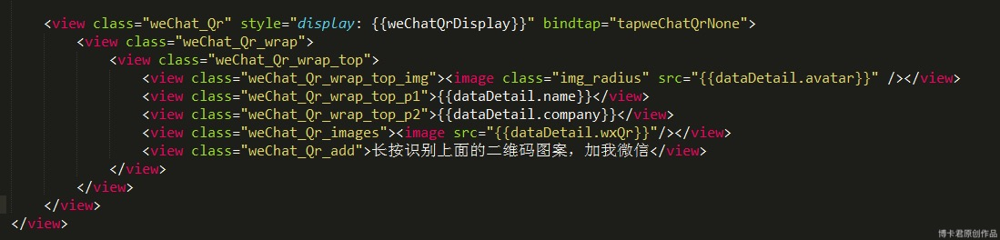 <view class="weChat_Qr" style="display: {{weChatQrDisplay}}" bindtap="tapweChatQrNone">
<view class="weChat_Qr_wrap">
<view class="weChat_Qr_wrap_top">
<view class="weChat_Qr_wrap_top_img"><image class="img_radius" src="{{dataDetail.avatar}}" /></view>
<view class="weChat_Qr_wrap_top_p1">{{dataDetail.name}}</view>
<view class="weChat_Qr_wrap_top_p2">{{dataDetail.company}}</view>
<view class="weChat_Qr_images"><image src="{{dataDetail.wxQr}}"/></view>
<view class="weChat_Qr_add">长按识别上面的二维码图案，加我微信</view>
</view>
</view>
</view>
</view>
博卡君原创作品